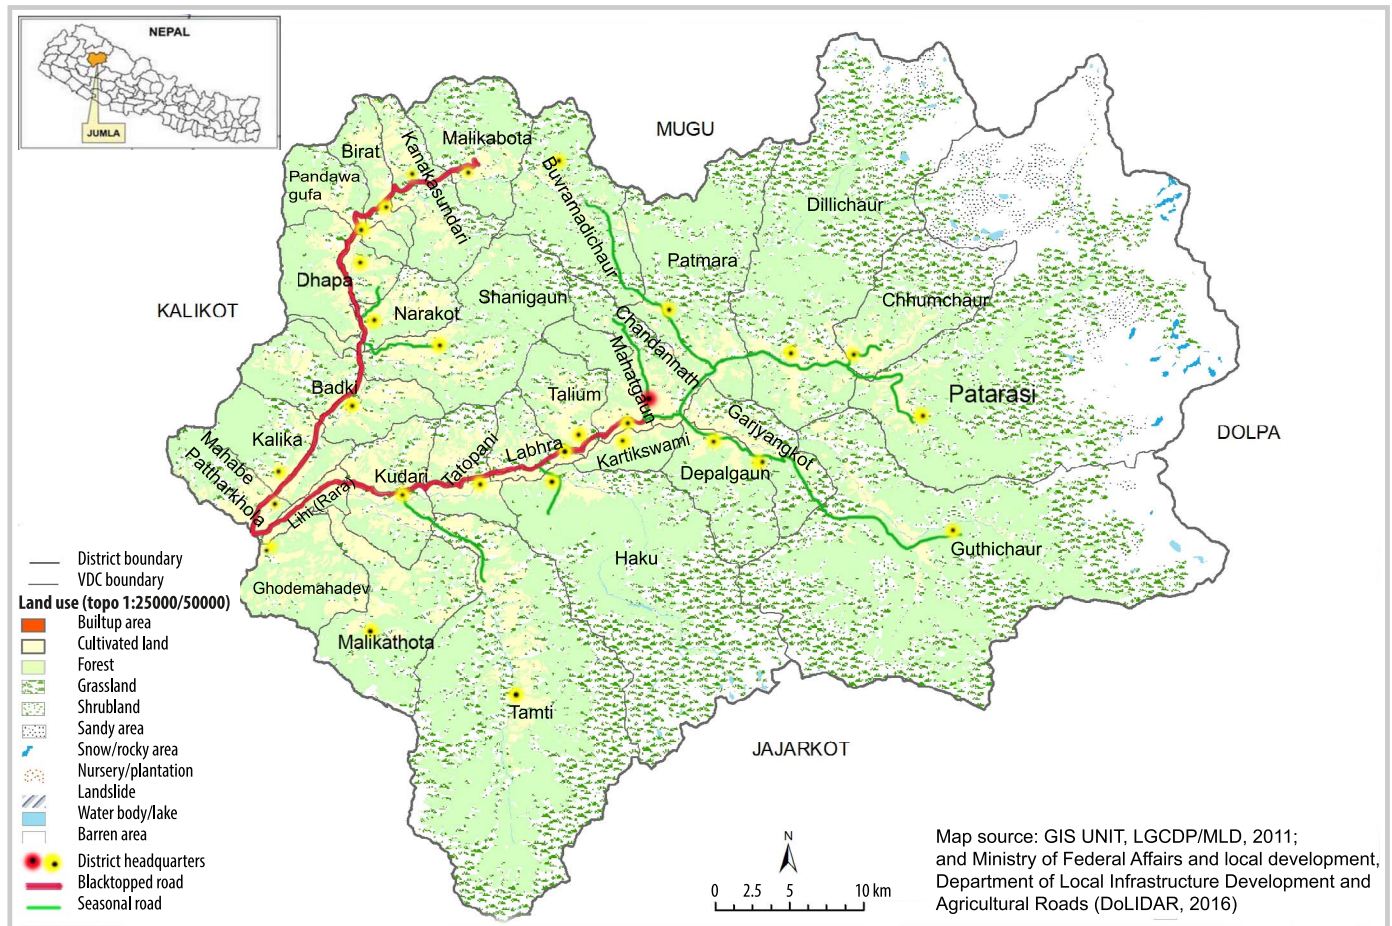 NEPAL
JUMLA
MUGU
Malikabota
Birat
Kanakasundari
Pandawa
gufa
Buvramadichaur
Dillichaur
Patmara
Dhapa
Shanigaun
Chhumchaur
KALIKOT
Narakot
Chandannath
Mahatgaun
Badki
Talium
Patarasi
Gariyangkot
DOLPA
Kalika
Mahabe
Pattharkhola
Labhra
Kartikswami
Tatopani
Kudari
Depalgaun
Lihi (Rara)
Guthichaur
Haku
Ghodemahadev
Malikathota
Tamti
JAJARKOT
District boundary
VDC boundary
Land use (topo 1:25000/50000)
Builtup area
Cultivated land
Forest
Grassland
Shrubland
Sandy area
Snow/rocky area
Nursery/plantation
Landslide
Water body/lake
Barren area
District headquarters
Blacktopped road
Seasonal road
N
0 2.5 5 10 km
Map source: GIS UNIT, LGCDP/MLD, 2011;
and Ministry of Federal Affairs and local development,
Department of Local Infrastructure Development and
Agricultural Roads (DoLIDAR, 2016)